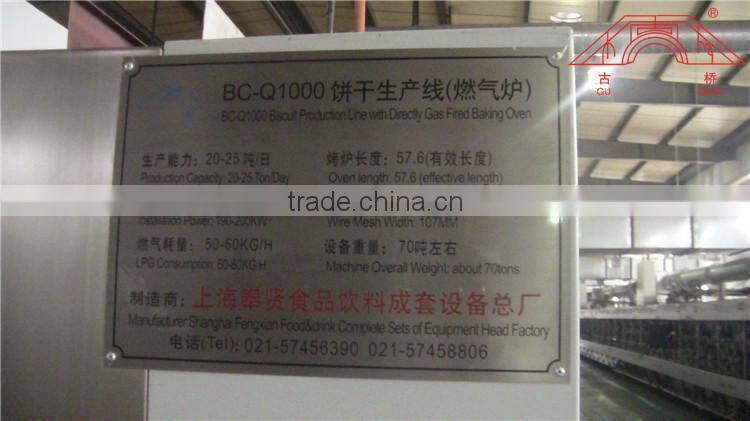 BC-Q1000 饼干生产线(燃气炉)
BC-Q1000 Biscuit Production Line with Directly Gas Fired Baking Oven
生产能力: 20-25 吨/日 烤炉长度: 57.6(有效长度)
Production Capacity: 20-25 Ton/Day Oven length: 57.6 (effective length)
trade.china.cn
Installation Power: 190-200KW Wire Mesh Width: 107MM
燃气耗量: 50-60KG/H 设备重量: 70吨左右
LPG Consumption: 50-60KG/H Machine Overall Weight: about 70tons
制造商: 上海奉贤食品饮料成套设备总厂
Manufacturer:Shanghai Fengxian Food&drink Complete Sets of Equipment Head Factory
电话(Tel): 021-57456390 021-57458806
®
古 桥
GU